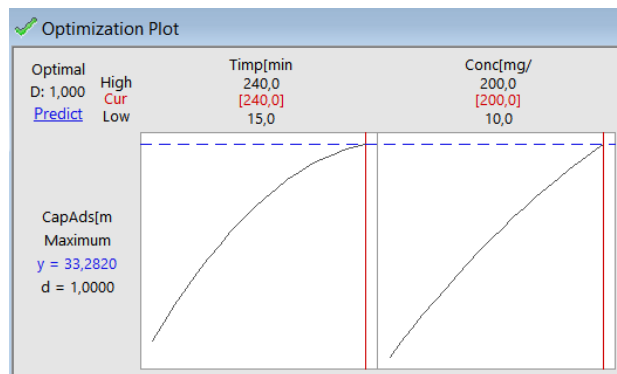 Optimization Plot
Optimal
D: 1,000
Predict
High
Cur
Low
Timp[min
240,0
[240,0]
15,0
Conc[mg/
200,0
[200,0]
10,0
CapAds[m
Maximum
y = 33,2820
d = 1,0000